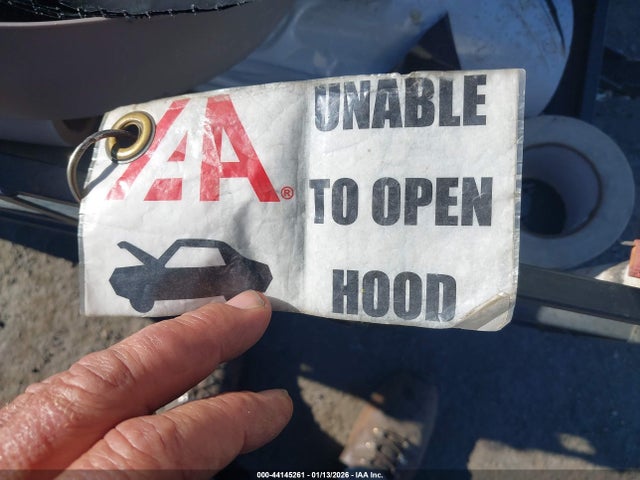 IAA®
UNABLE
TO OPEN
HOOD
000-44145261 - 01/13/2026 - IAA Inc.